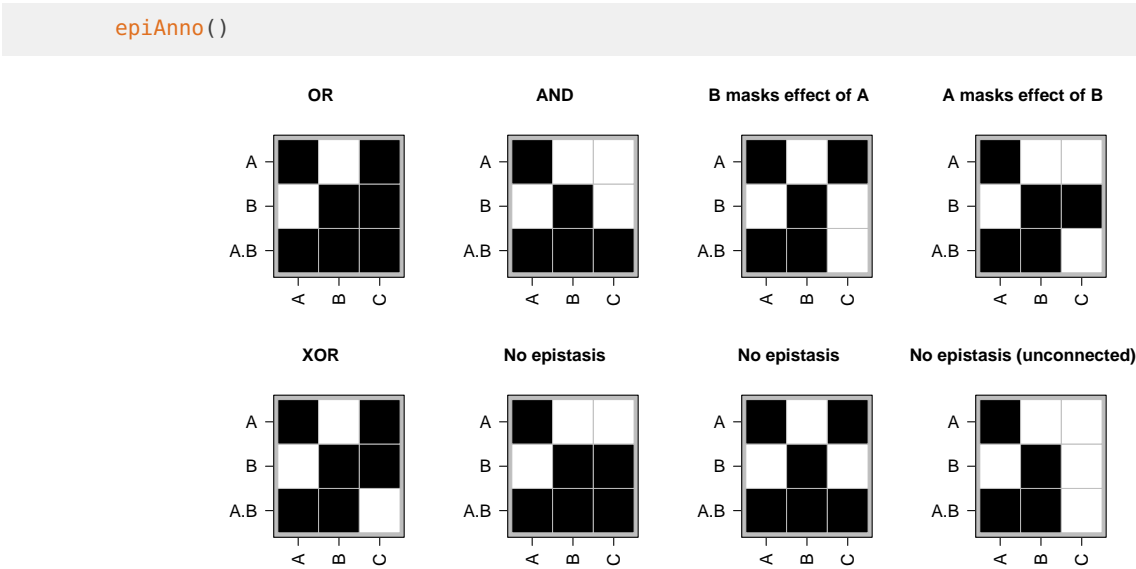 epiAnno()
OR AND B masks effect of A A masks effect of B
A A A A
B B B B
A.B A.B A.B A.B
A B C A B C A B C A B C
XOR No epistasis No epistasis No epistasis (unconnected)
A A A A
B B B B
A.B A.B A.B A.B
A B C A B C A B C A B C